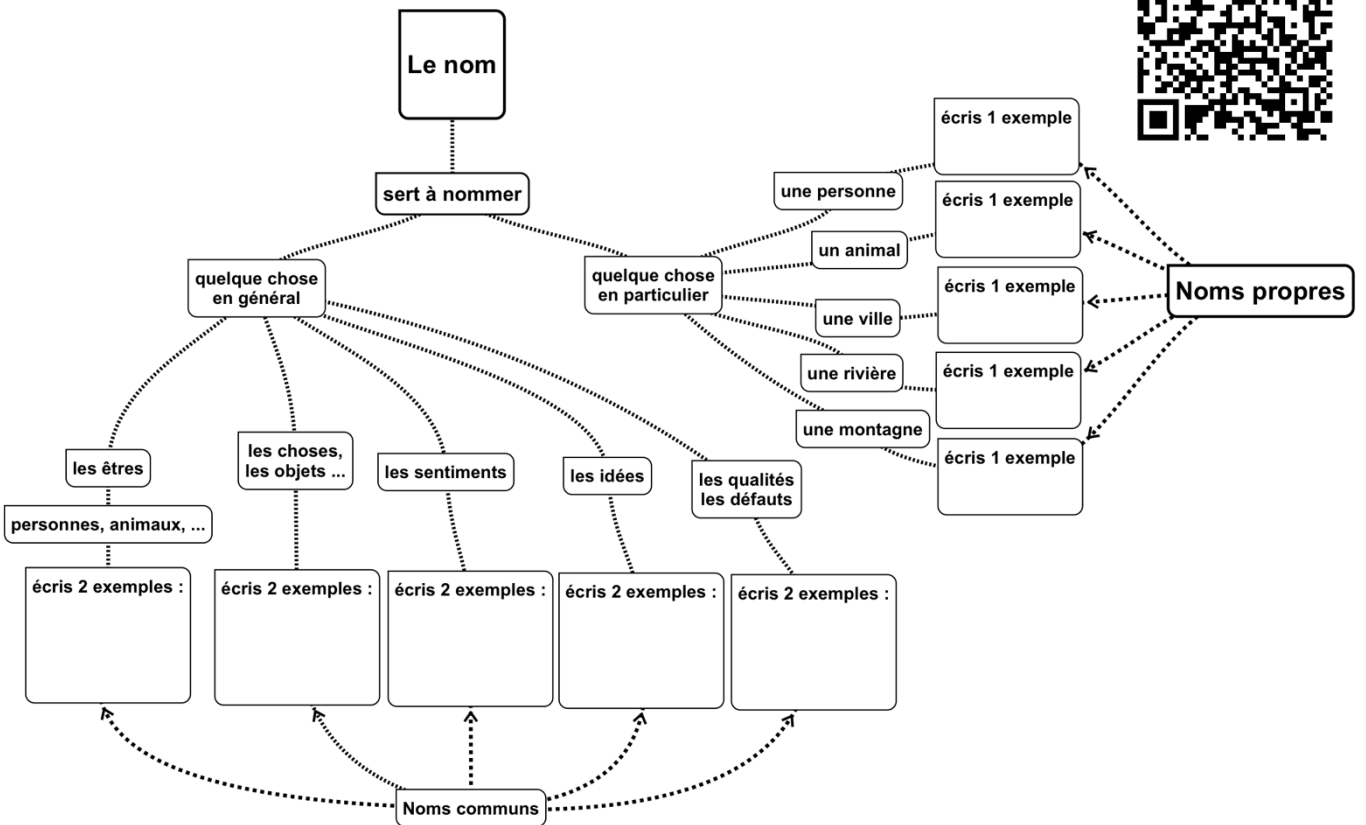 Le nom
sert à nommer
quelque chose
en général
quelque chose
en particulier
une personne
un animal
une ville
une rivière
une montagne
écris 1 exemple
écris 1 exemple
écris 1 exemple
écris 1 exemple
écris 1 exemple
Noms propres
les êtres
personnes, animaux, ...
les choses,
les objets ...
les sentiments
les idées
les qualités
les défauts
écris 2 exemples :
écris 2 exemples :
écris 2 exemples :
écris 2 exemples :
écris 2 exemples :
Noms communs